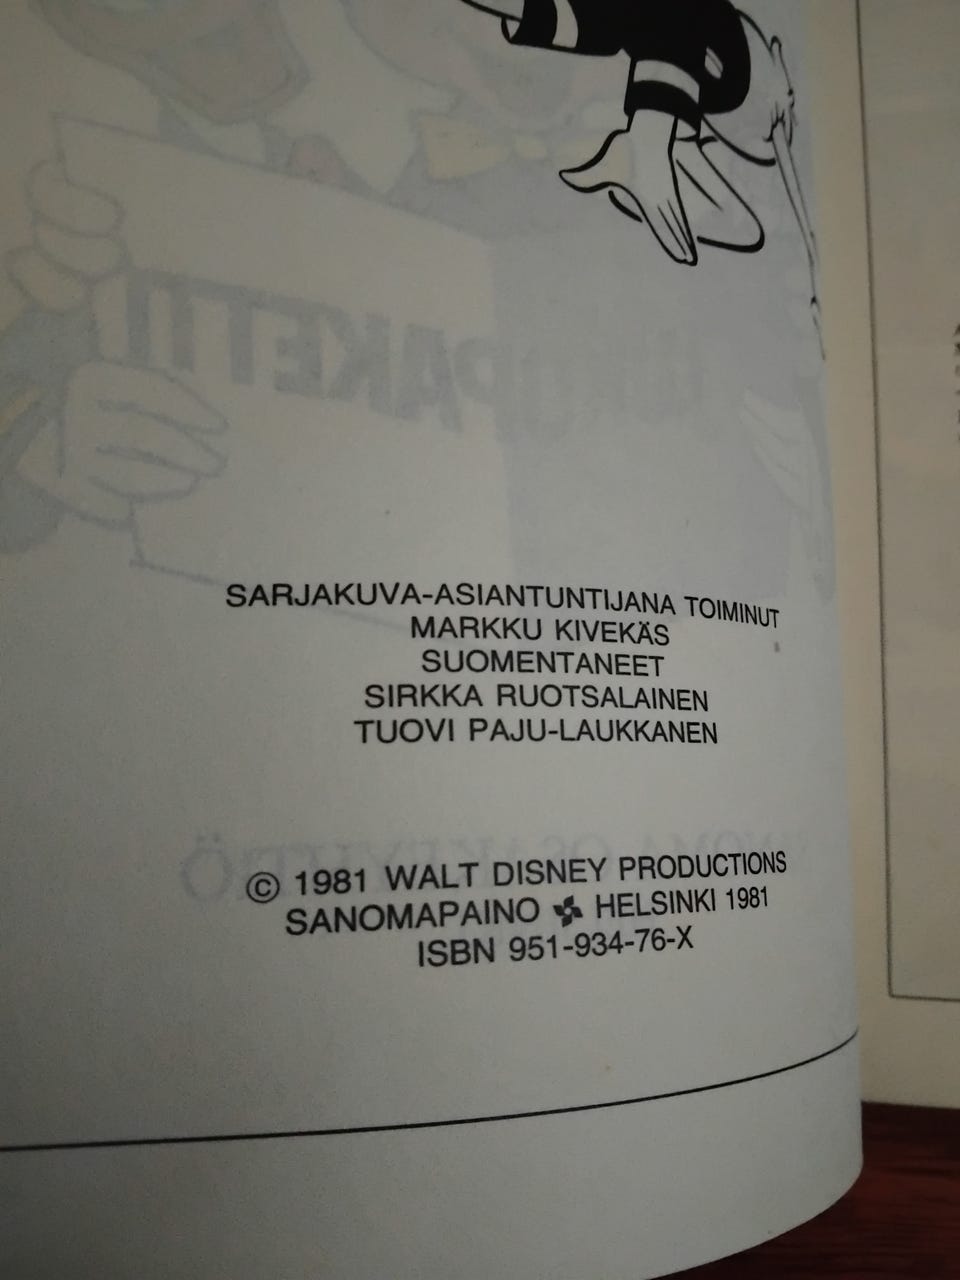 SARJAKUVA-ASIANTUNTIJANA TOIMINUT
MARKKU KIVEKÄS
SUOMENTANEET
SIRKKA RUOTSALAINEN
TUOVI PAJU-LAUKKANEN
© 1981 WALT DISNEY PRODUCTIONS
SANOMAPAINO HELSINKI 1981
ISBN 951-934-76-X